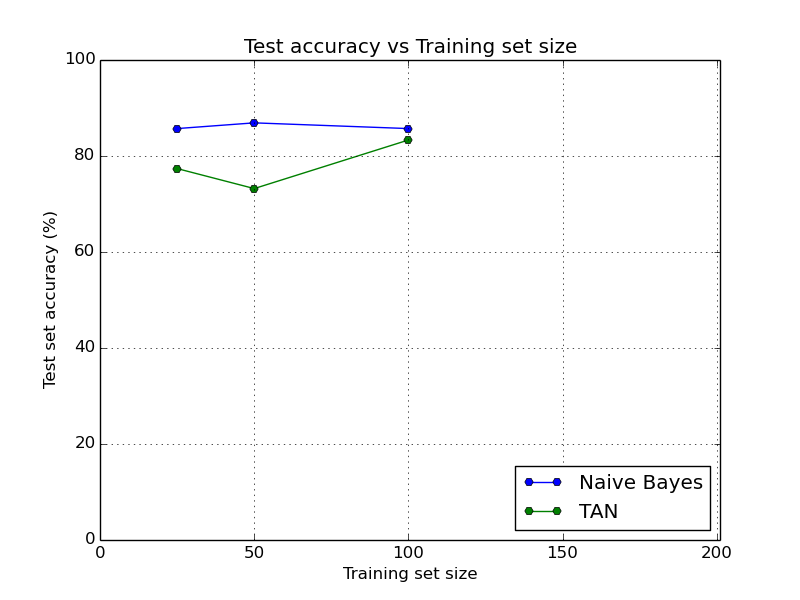 Test accuracy vs Training set size
100
80
60
40
20
0
Test set accuracy (%)
0 50 100 150 200
Training set size
Naive Bayes
TAN